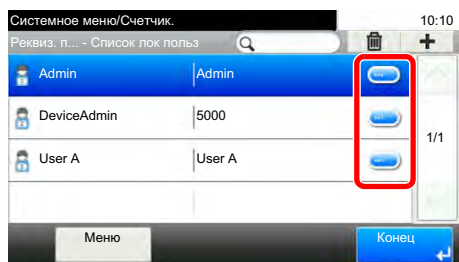 Системное меню/Счетчик. 10:10
Реквиз. п... - Список лок польз
Admin Admin
DeviceAdmin 5000
1/1
User A User A
Меню Конец